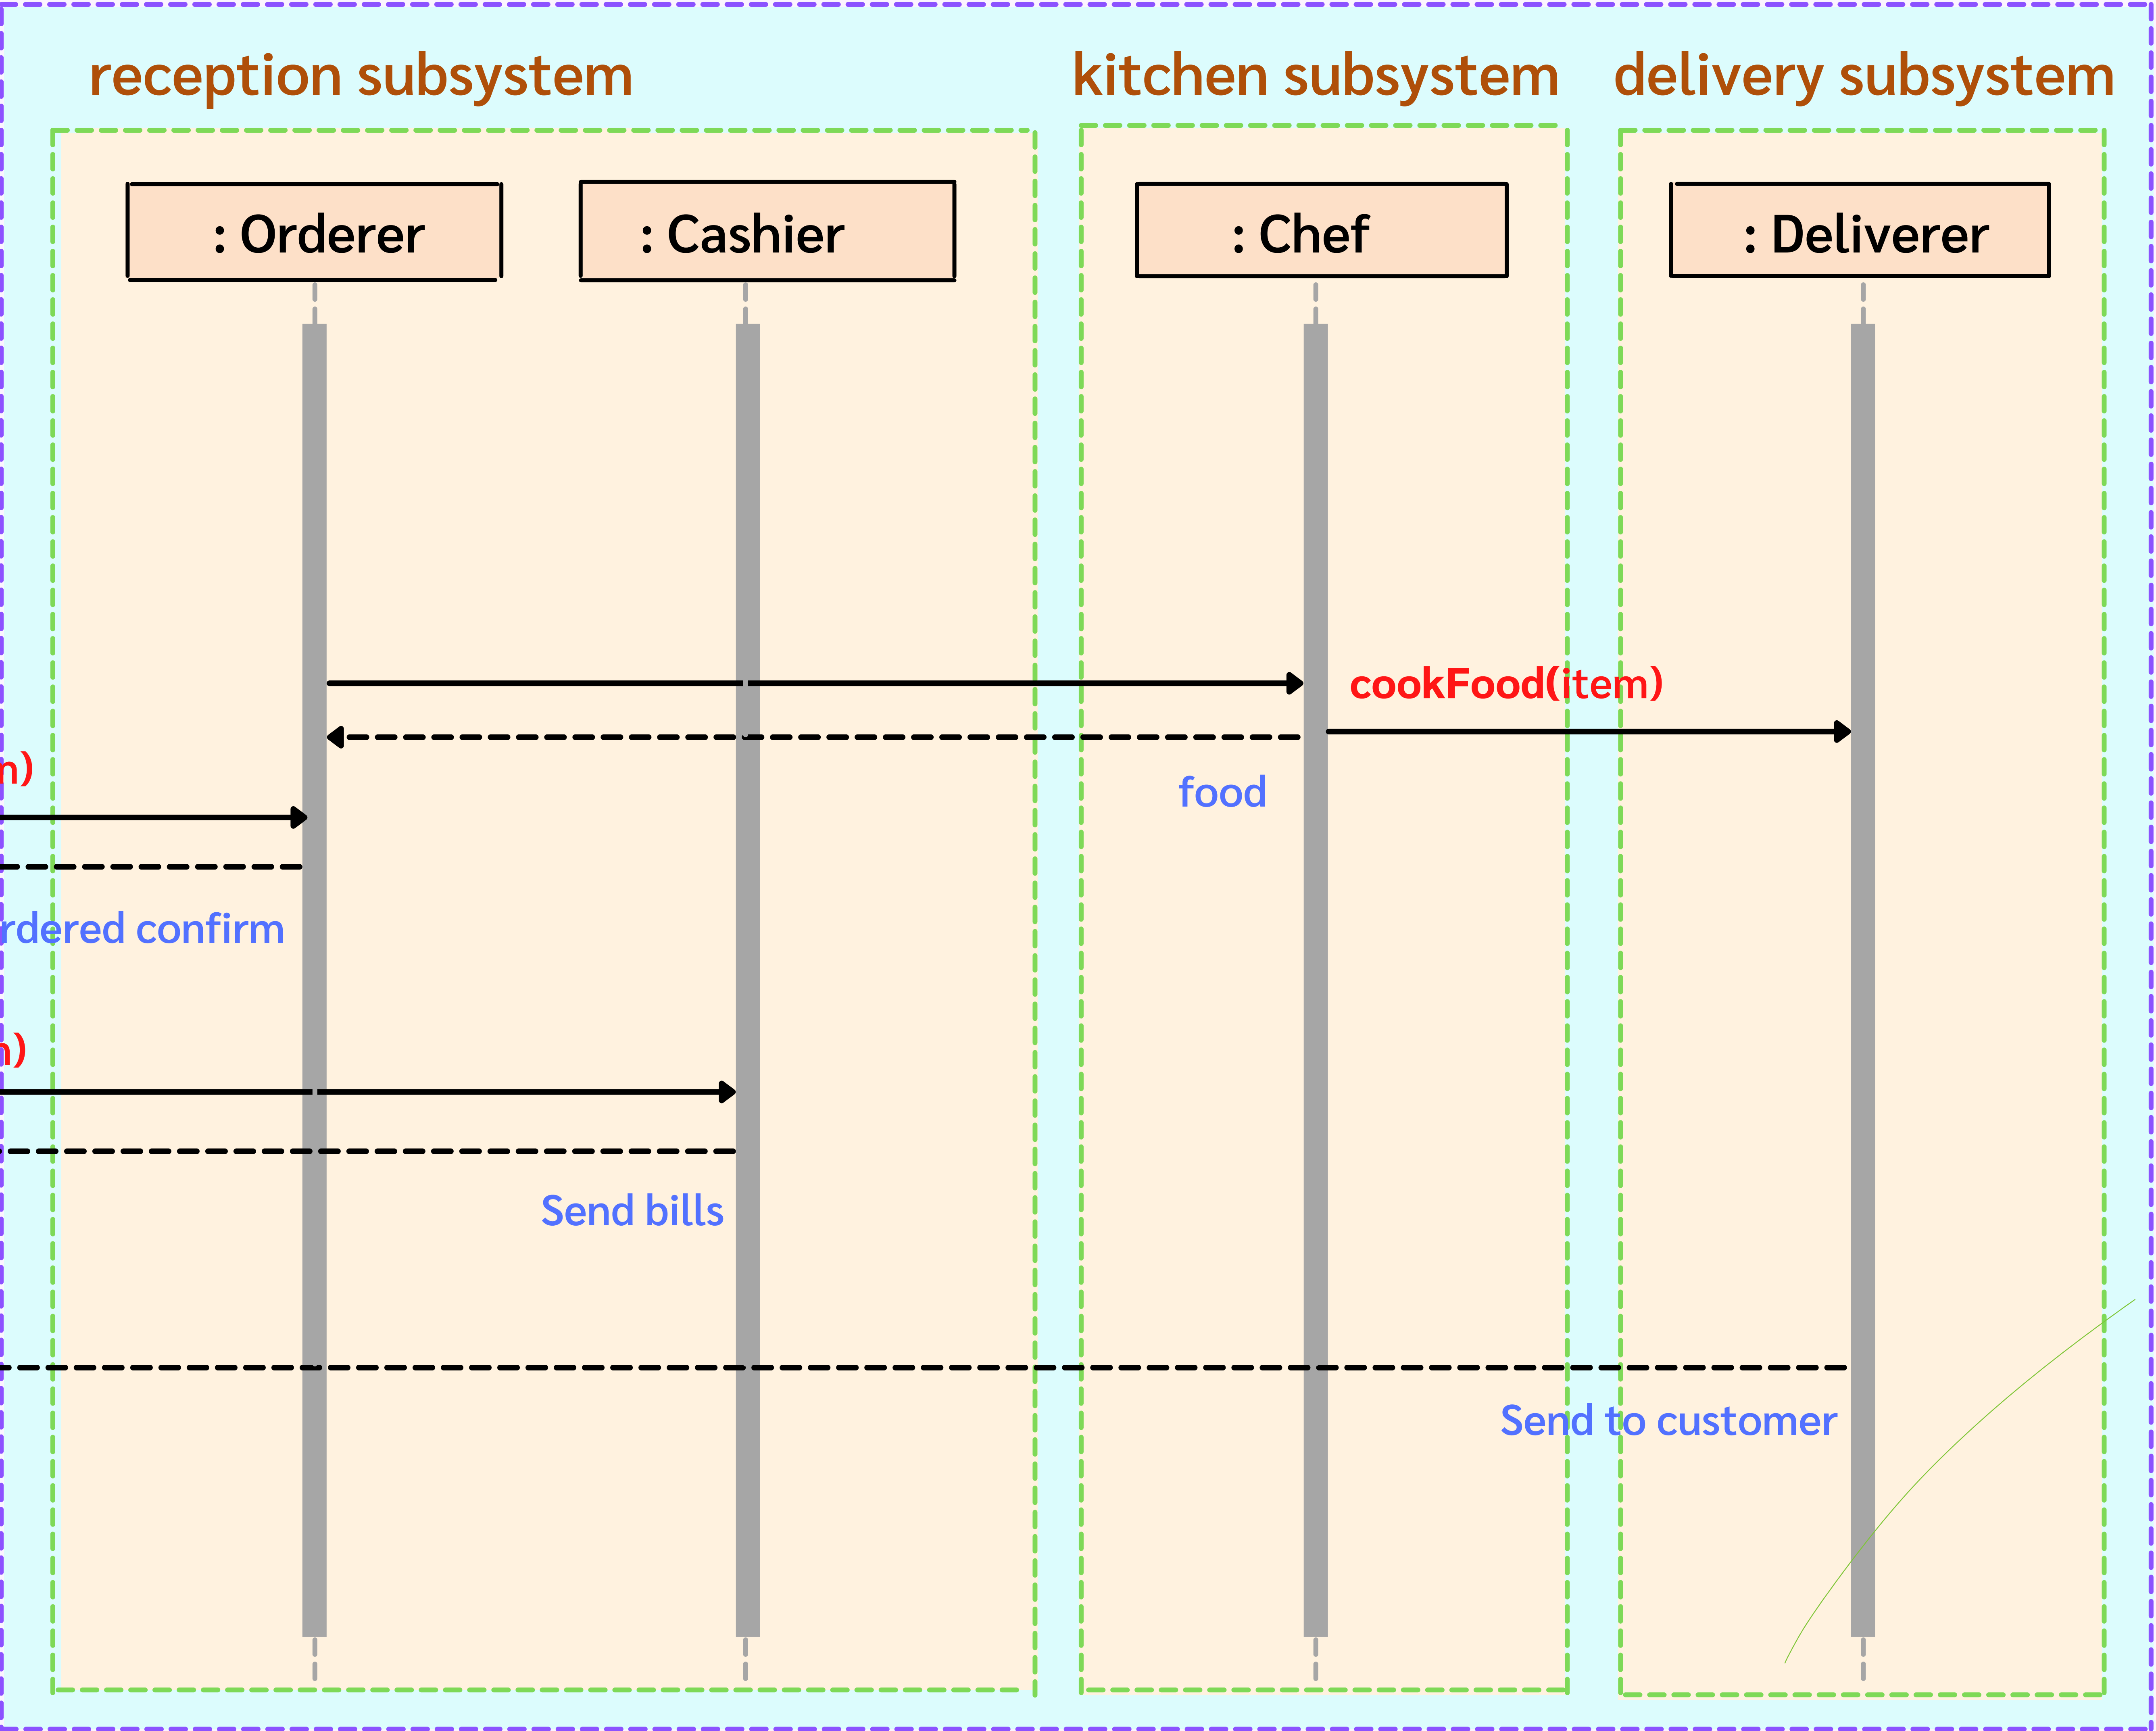 reception subsystem
kitchen subsystem
delivery subsystem
: Orderer
: Cashier
: Chef
: Deliverer
cookFood(item)
food
confirm
Send bills
Send to customer